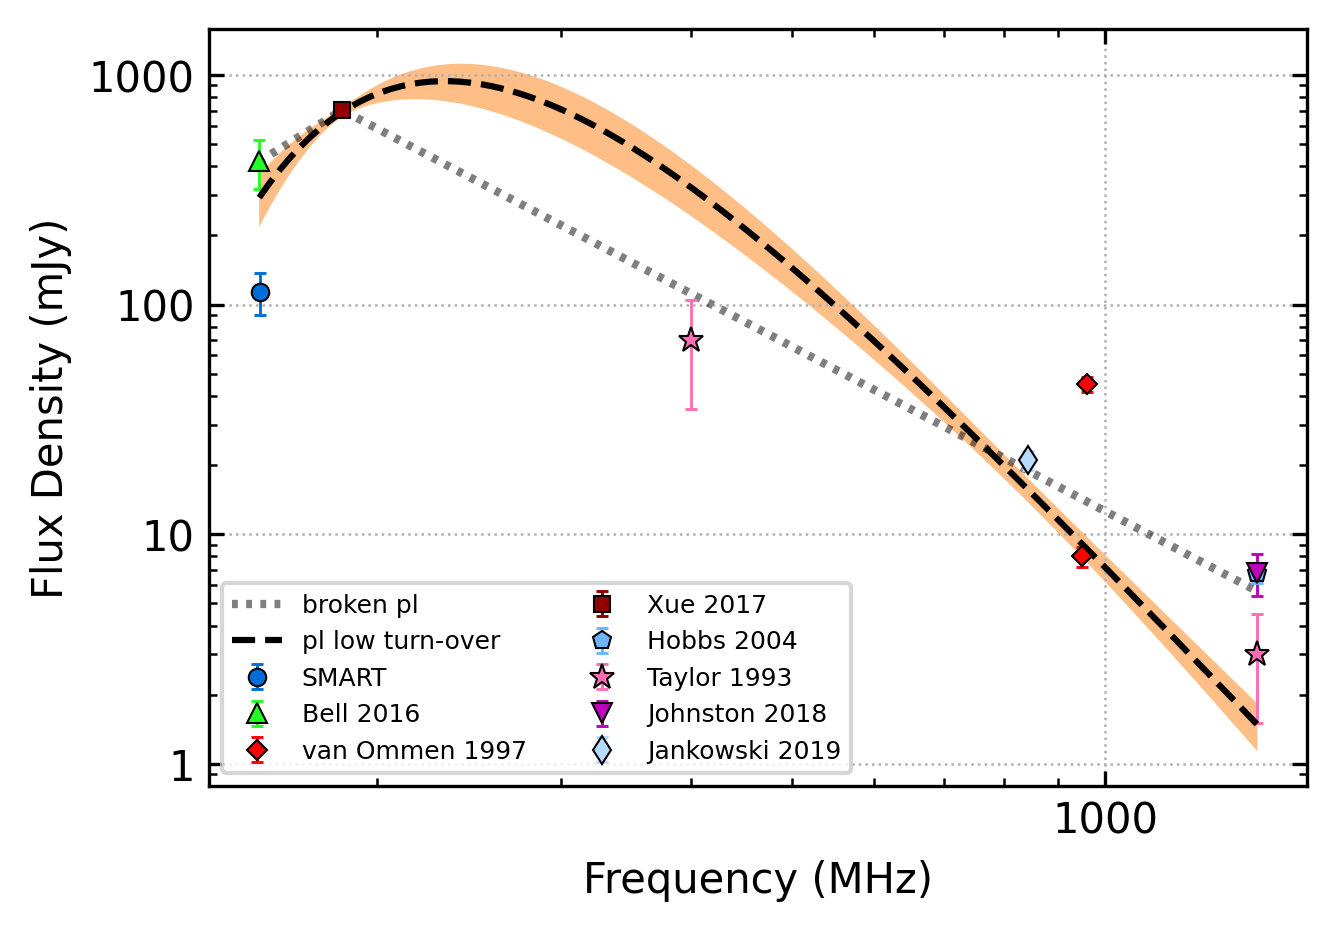 1000
100
10
1
Flux Density (mJy)
broken pl
pl low turn-over
SMART
Bell 2016
van Ommen 1997
Xue 2017
Hobbs 2004
Taylor 1993
Johnston 2018
Jankowski 2019
1000
Frequency (MHz)